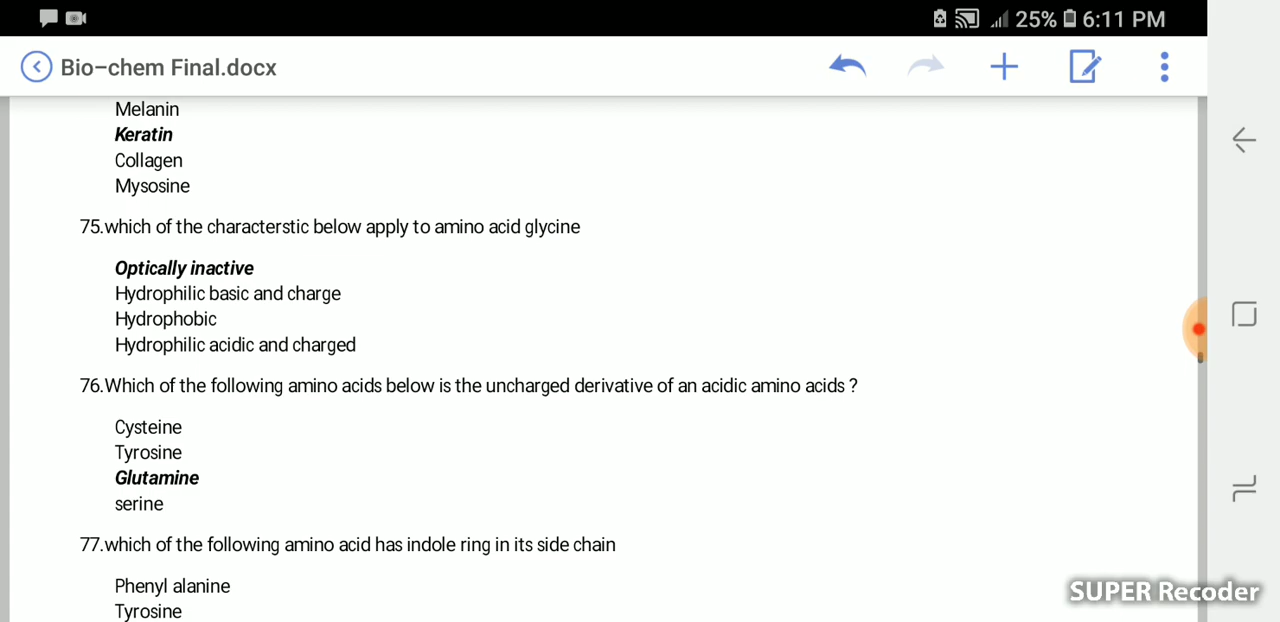 25% 6:11 PM
Bio-chem Final.docx
Melanin
Keratin
Collagen
Mysosine
75.which of the characterstic below apply to amino acid glycine
Optically inactive
Hydrophilic basic and charge
Hydrophobic
Hydrophilic acidic and charged
76.Which of the following amino acids below is the uncharged derivative of an acidic amino acids ?
Cysteine
Tyrosine
Glutamine
serine
77.which of the following amino acid has indole ring in its side chain
Phenyl alanine
Tyrosine
SUPER Recoder